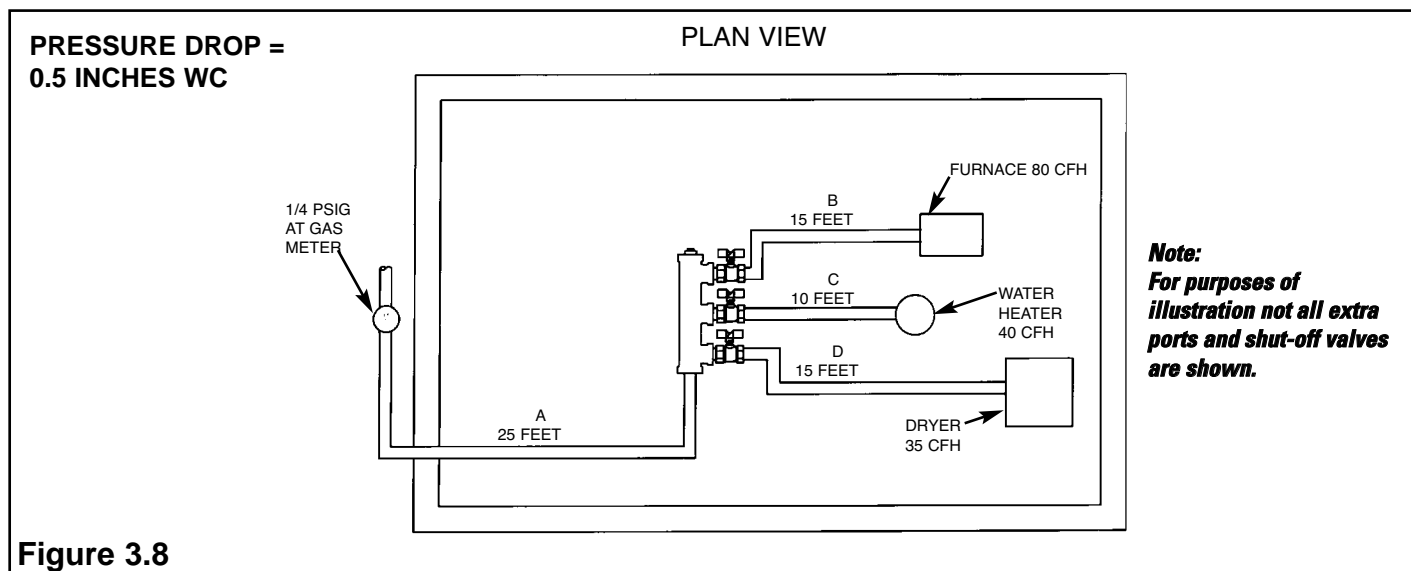 PRESSURE DROP =
0.5 INCHES WC
PLAN VIEW
FURNACE 80 CFH
B
15 FEET
1/4 PSIG
AT GAS
METER
C
10 FEET
WATER
HEATER
40 CFH
D
15 FEET
A
25 FEET
DRYER
35 CFH
Note:
For purposes of
illustration not all extra
ports and shut-off valves
are shown.
Figure 3.8